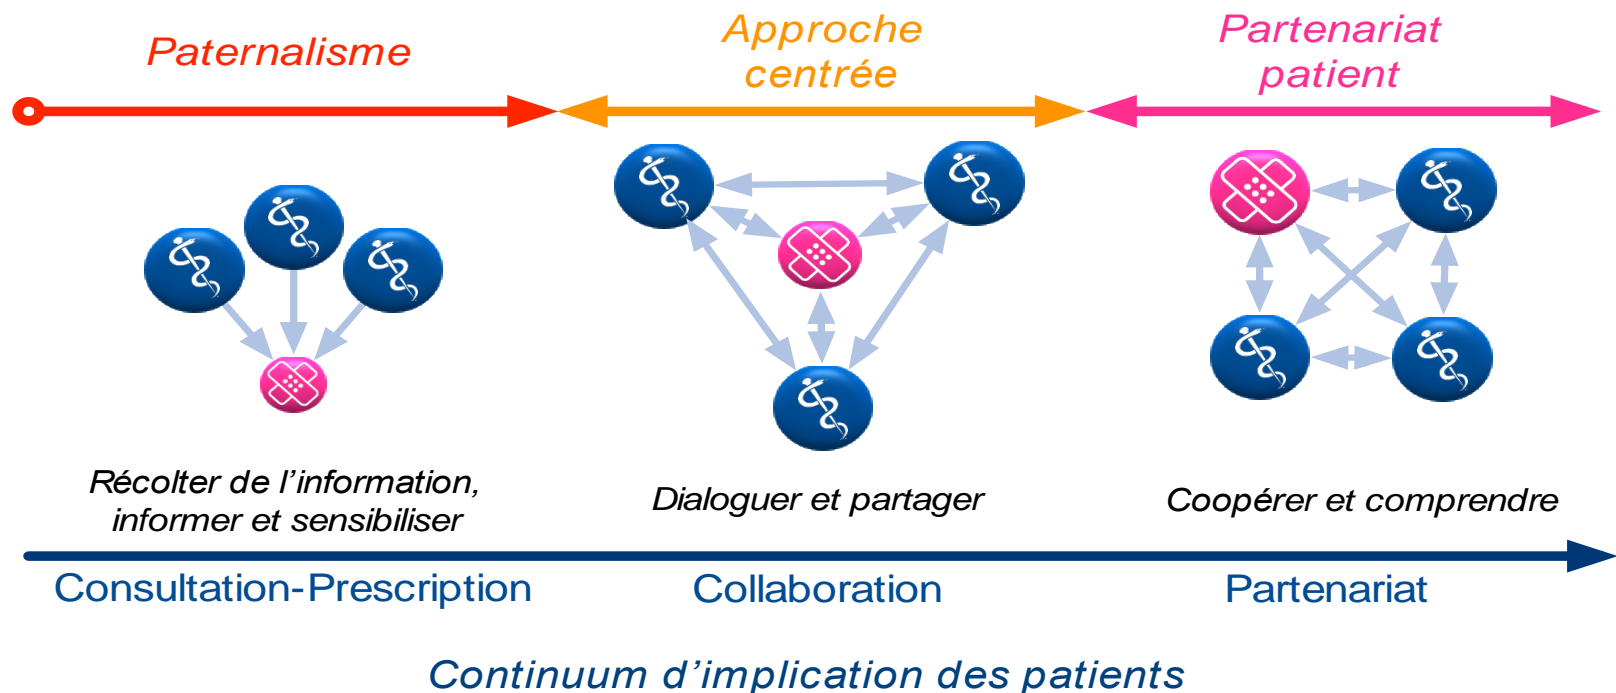 Paternalisme
Approche
centrée
Partenariat
patient
Récolter de l’information,
informer et sensibiliser
Dialoguer et partager
Coopérer et comprendre
Consultation-Prescription
Collaboration
Partenariat
Continuum d’implication des patients